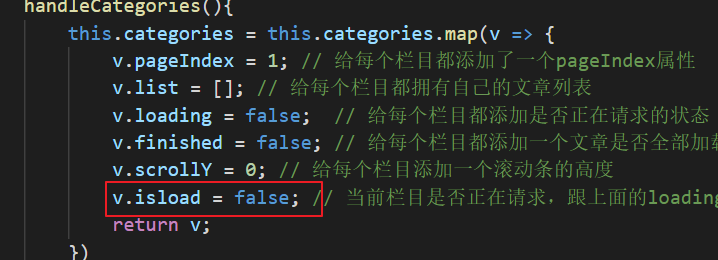 handleCategories(){
this.categories = this.categories.map(v => {
v.pageIndex = 1; // 给每个栏目都添加了一个pageIndex属性
v.list = []; // 给每个栏目都拥有自己的文章列表
v.loading = false;  // 给每个栏目都添加是否正在请求的状态
v.finished = false; // 给每个栏目都添加一个文章是否全部加载
v.scrollY = 0; // 给每个栏目添加一个滚动条的高度
v.isload = false; // 当前栏目是否正在请求，跟上面的loading
return v;
})